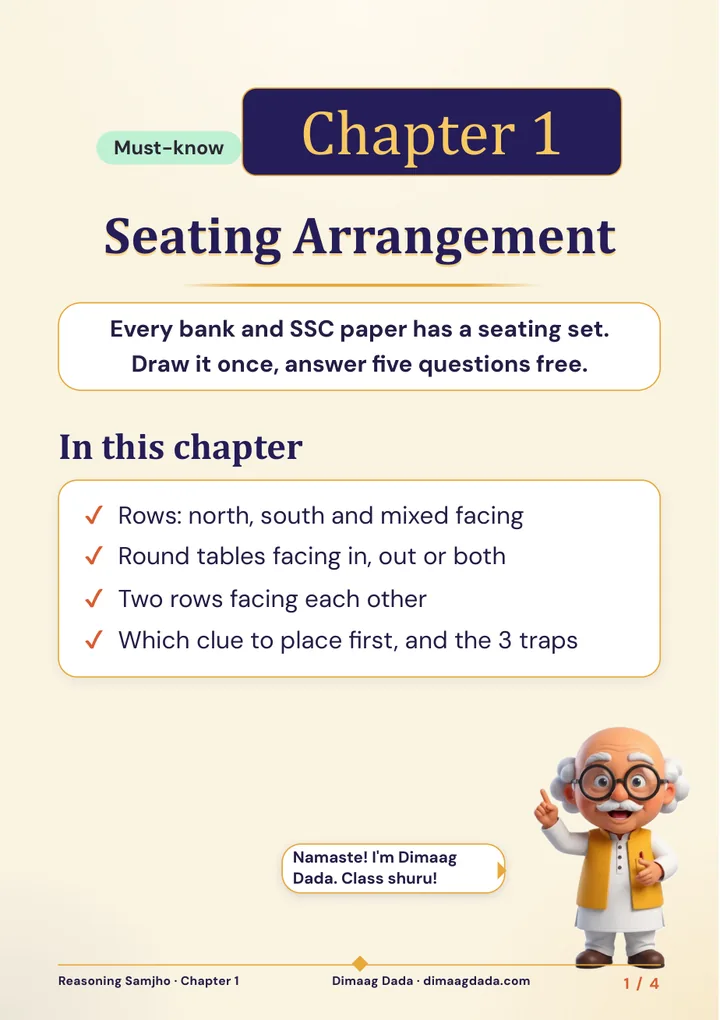 Must-know
Chapter 1
Seating Arrangement
Every bank and SSC paper has a seating set.
Draw it once, answer five questions free.
In this chapter
✓ Rows: north, south and mixed facing
✓ Round tables facing in, out or both
✓ Two rows facing each other
✓ Which clue to place first, and the 3 traps
Namaste! I'm Dimaag
Dada. Class shuru!
Reasoning Samjho · Chapter 1
Dimaag Dada · dimaagdada.com
1 / 4